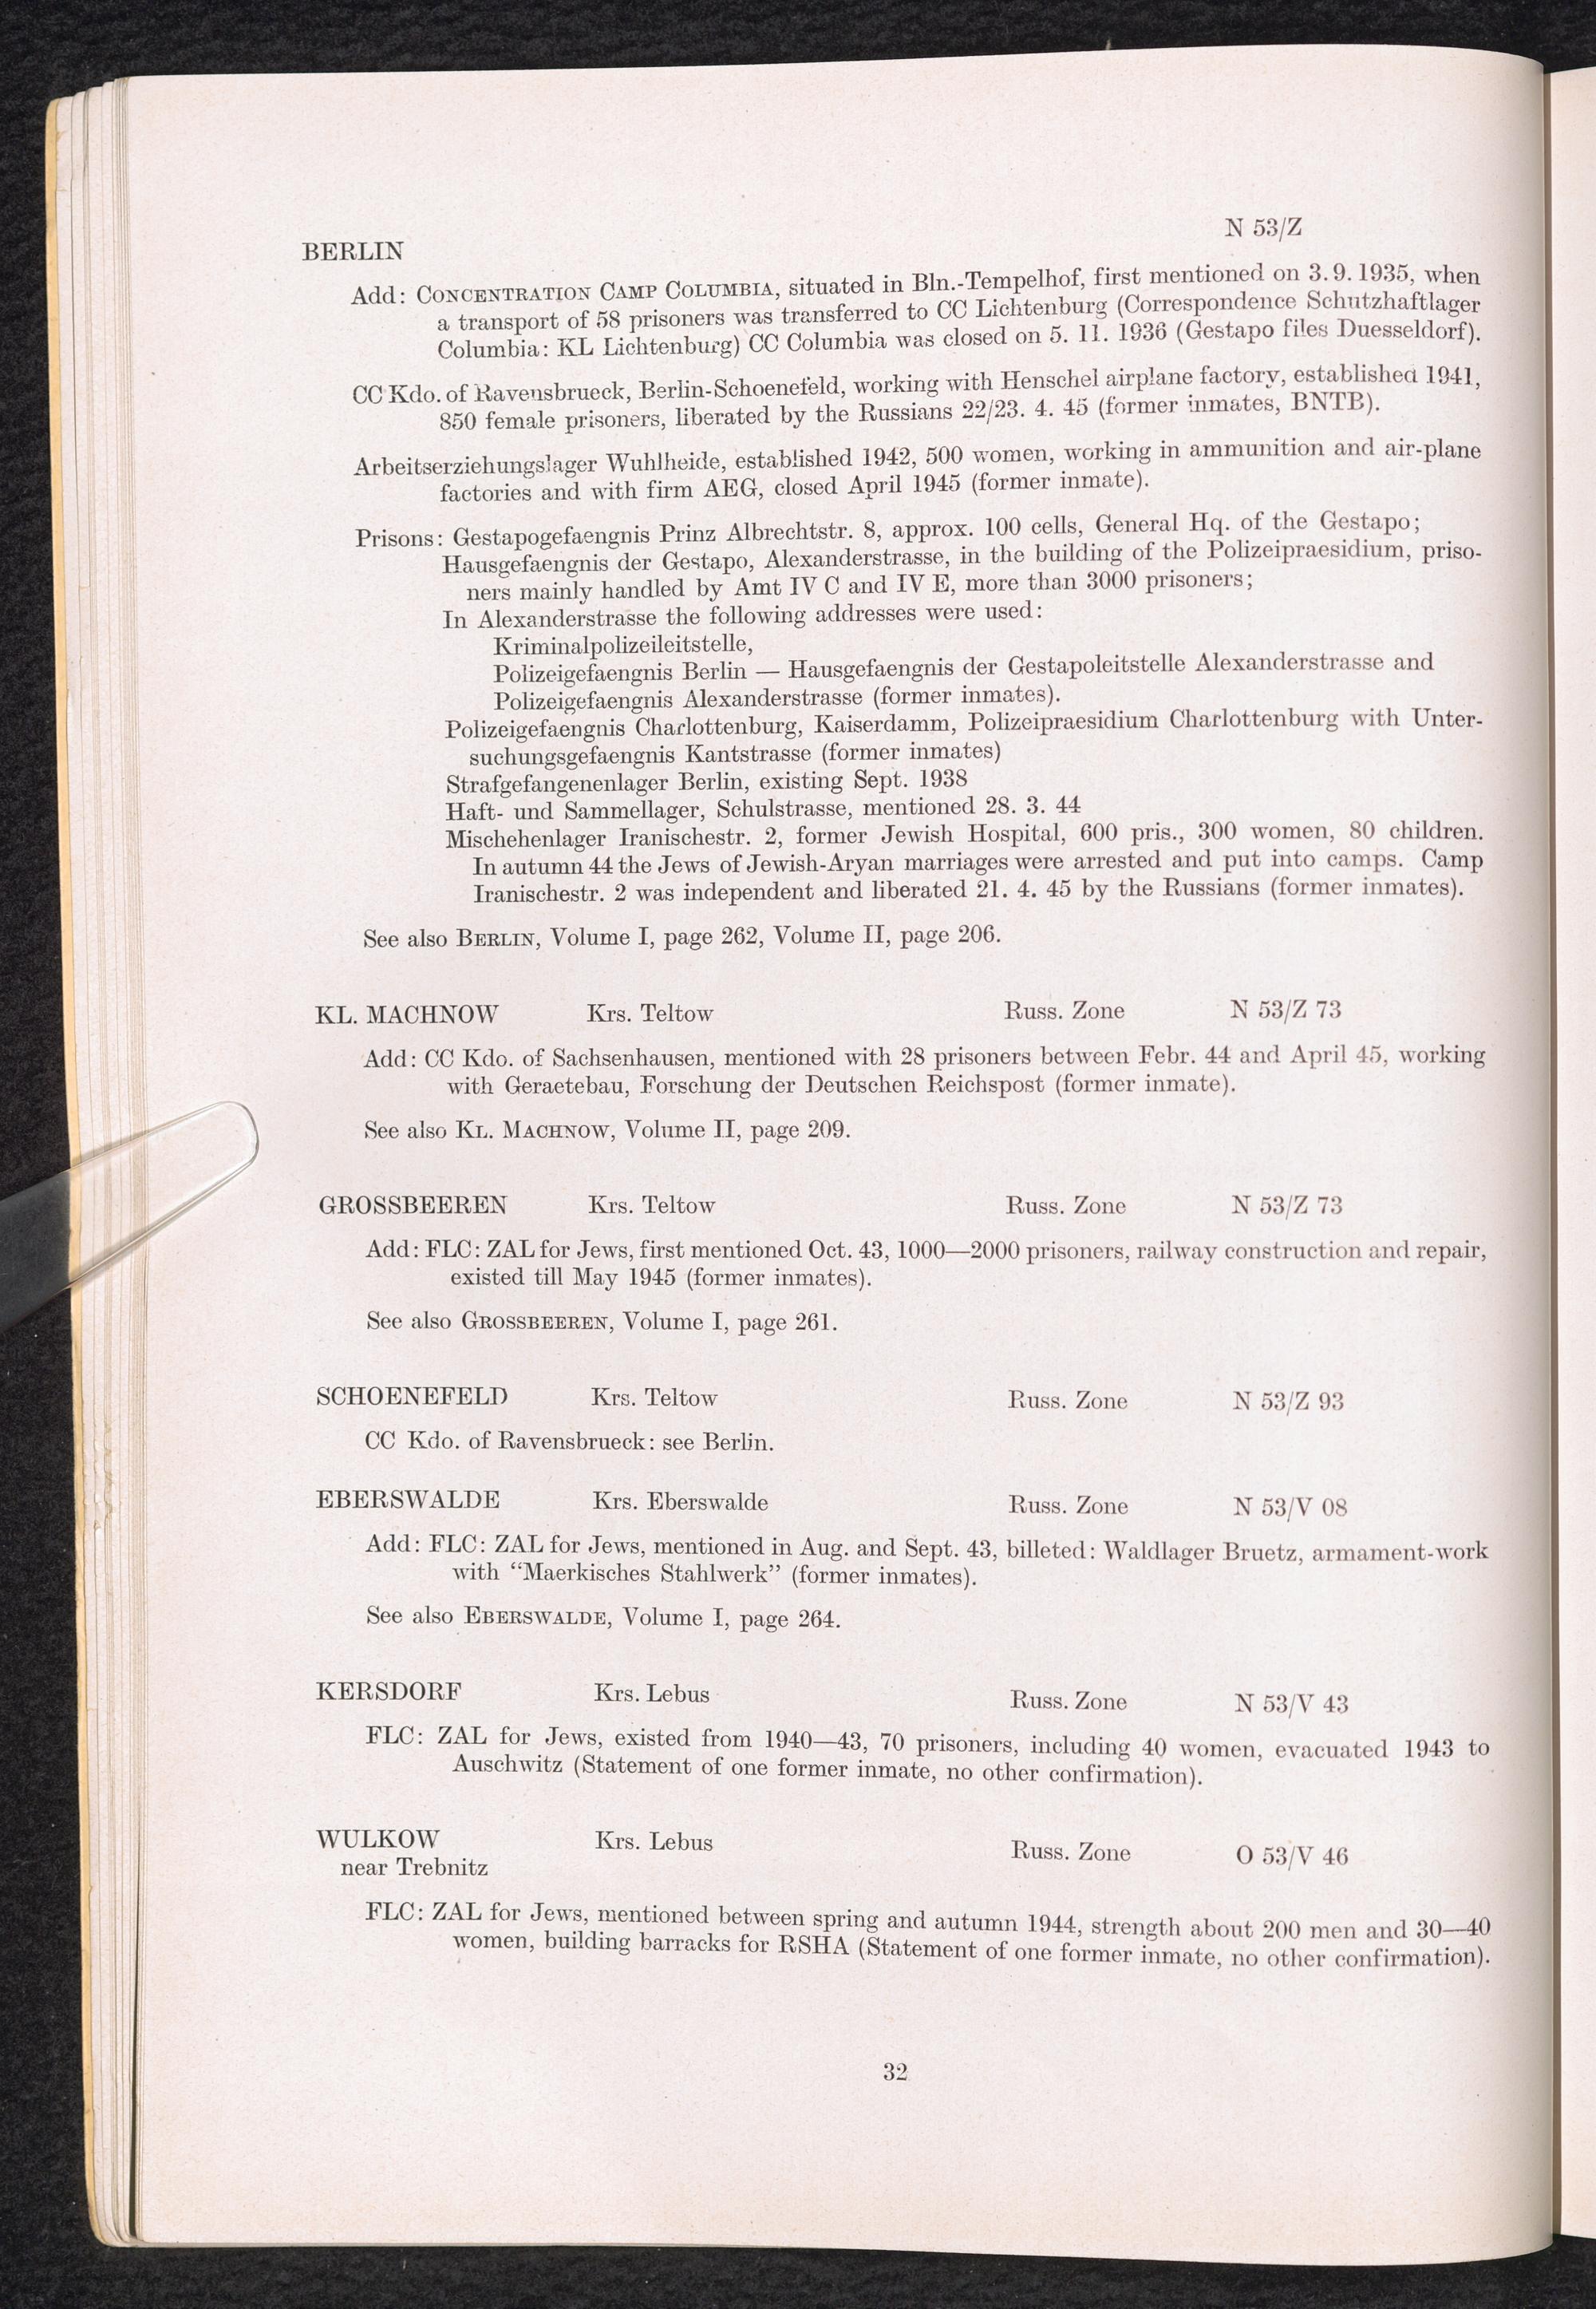 N 53/Z
BERLIN
Add: CONCENTRATION CAMP COLUMBIA, situated in Bln.-Tempelhof, first mentioned on 3. 9. 1935, when
a transport of 58 prisoners was transferred to CC Lichtenburg (Correspondence Schutzhaftlager
Columbia: KL Lichtenburg) CC Columbia was closed on 5. 11. 1936 (Gestapo files Duesseldorf).
CC Kdo. of Ravensbrueck, Berlin-Schoenefeld, working with Henschel airplane factory, established 1941,
850 female prisoners, liberated by the Russians 22/23. 4. 45 (former inmates, BNTB).
Arbeitserziehungslager Wuhlheide, established 1942, 500 women, working in ammunition and air-plane
factories and with firm AEG, closed April 1945 (former inmate).
Prisons: Gestapogefaengnis Prinz Albrechtstr. 8, approx. 100 cells, General Hq. of the Gestapo;
Hausgefaengnis der Gestapo, Alexanderstrasse, in the building of the Polizeipraesidium, priso-
ners mainly handled by Amt IV C and IV E, more than 3000 prisoners;
In Alexanderstrasse the following addresses were used:
Kriminalpolizeileitstelle,
Polizeigefaengnis Berlin — Hausgefaengnis der Gestapoleitstelle Alexanderstrasse and
Polizeigefaengnis Alexanderstrasse (former inmates).
Polizeigefaengnis Charlottenburg, Kaiserdamm, Polizeipraesidium Charlottenburg with Unter-
suchungsgefaengnis Kantstrasse (former inmates)
Strafgefangenenlager Berlin, existing Sept. 1938
Haft- und Sammellager, Schulstrasse, mentioned 28. 3. 44
Mischehenlager Iranischestr. 2, former Jewish Hospital, 600 pris., 300 women, 80 children.
In autumn 44 the Jews of Jewish-Aryan marriages were arrested and put into camps. Camp
Iranischestr. 2 was independent and liberated 21. 4. 45 by the Russians (former inmates).
See also BERLIN, Volume I, page 262, Volume II, page 206.
KL. MACHNOW Krs. Teltow Russ. Zone N 53/Z 73
Add: CC Kdo. of Sachsenhausen, mentioned with 28 prisoners between Febr. 44 and April 45, working
with Geraetebau, Forschung der Deutschen Reichspost (former inmate).
See also KL. MACHNOW, Volume II, page 209.
GROSSBEEREN Krs. Teltow Russ. Zone N 53/Z 73
Add: FLC: ZAL for Jews, first mentioned Oct. 43, 1000—2000 prisoners, railway construction and repair,
existed till May 1945 (former inmates).
See also GROSSBEEREN, Volume I, page 261.
SCHOENEFELD Krs. Teltow Russ. Zone N 53/Z 93
CC Kdo. of Ravensbrueck: see Berlin.
EBERSWALDE Krs. Eberswalde Russ. Zone N 53/V 08
Add: FLC: ZAL for Jews, mentioned in Aug. and Sept. 43, billeted: Waldlager Bruetz, armament-work
with “Maerkisches Stahlwerk” (former inmates).
See also EBERSWALDE, Volume I, page 264.
KERSDORF Krs. Lebus Russ. Zone N 53/V 43
FLC: ZAL for Jews, existed from 1940—43, 70 prisoners, including 40 women, evacuated 1943 to
Auschwitz (Statement of one former inmate, no other confirmation).
WULKOW Krs. Lebus Russ. Zone O 53/V 46
near Trebnitz
FLC: ZAL for Jews, mentioned between spring and autumn 1944, strength about 200 men and 30—40
women, building barracks for RSHA (Statement of one former inmate, no other confirmation).
32